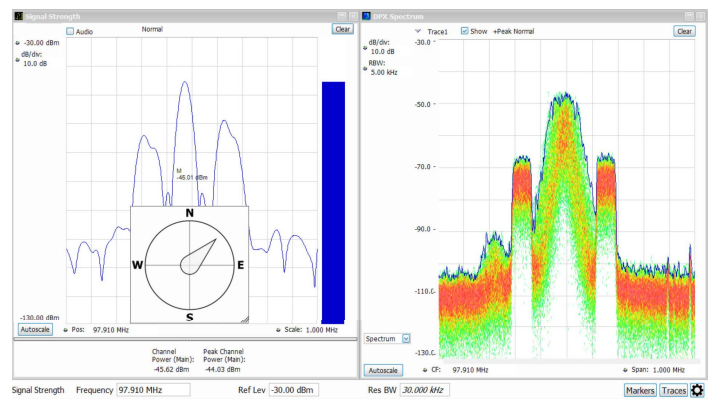 Signal Strength
Audio
Normal
Clear
-30.00 dBm
dB/div:
10.0 dB
M
-45.01 dBm
N
W
E
S
-130.00 dBm
Autoscale
Pos: 97.910 MHz
Scale: 1.000 MHz
Channel
Power (Main):
-45.62 dBm
Peak Channel
Power (Main):
-44.03 dBm
DPX Spectrum
Trace1
Show
+Peak Normal
Clear
dB/div:
10.0 dB
RBW:
5.00 kHz
-30.0
-50.0
-70.0
-90.0
-110.0
-130.0
Spectrum
Autoscale
CF: 97.910 MHz
Span: 1.000 MHz
Signal Strength
Frequency 97.910 MHz
Ref Lev -30.00 dBm
Res BW 30.000 kHz
Markers
Traces